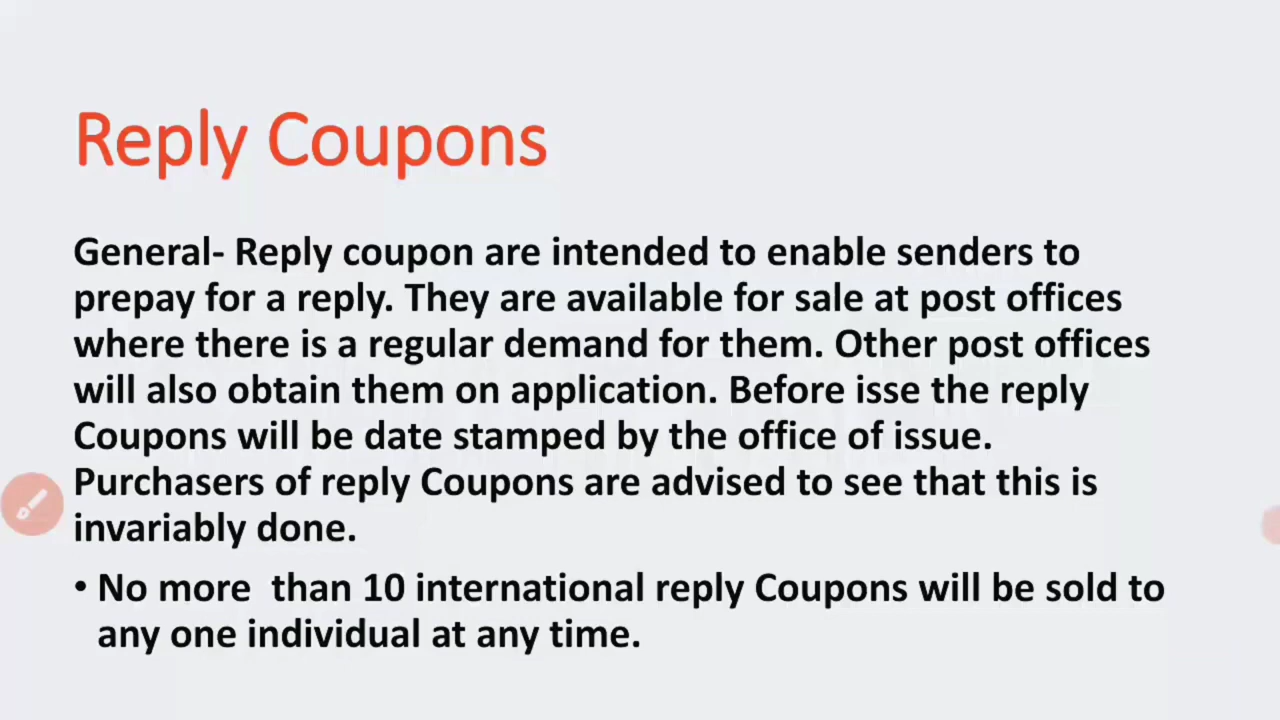 Reply Coupons
General- Reply coupon are intended to enable senders to
prepay for a reply. They are available for sale at post offices
where there is a regular demand for them. Other post offices
will also obtain them on application. Before isse the reply
Coupons will be date stamped by the office of issue.
Purchasers of reply Coupons are advised to see that this is
invariably done.
• No more  than 10 international reply Coupons will be sold to
any one individual at any time.